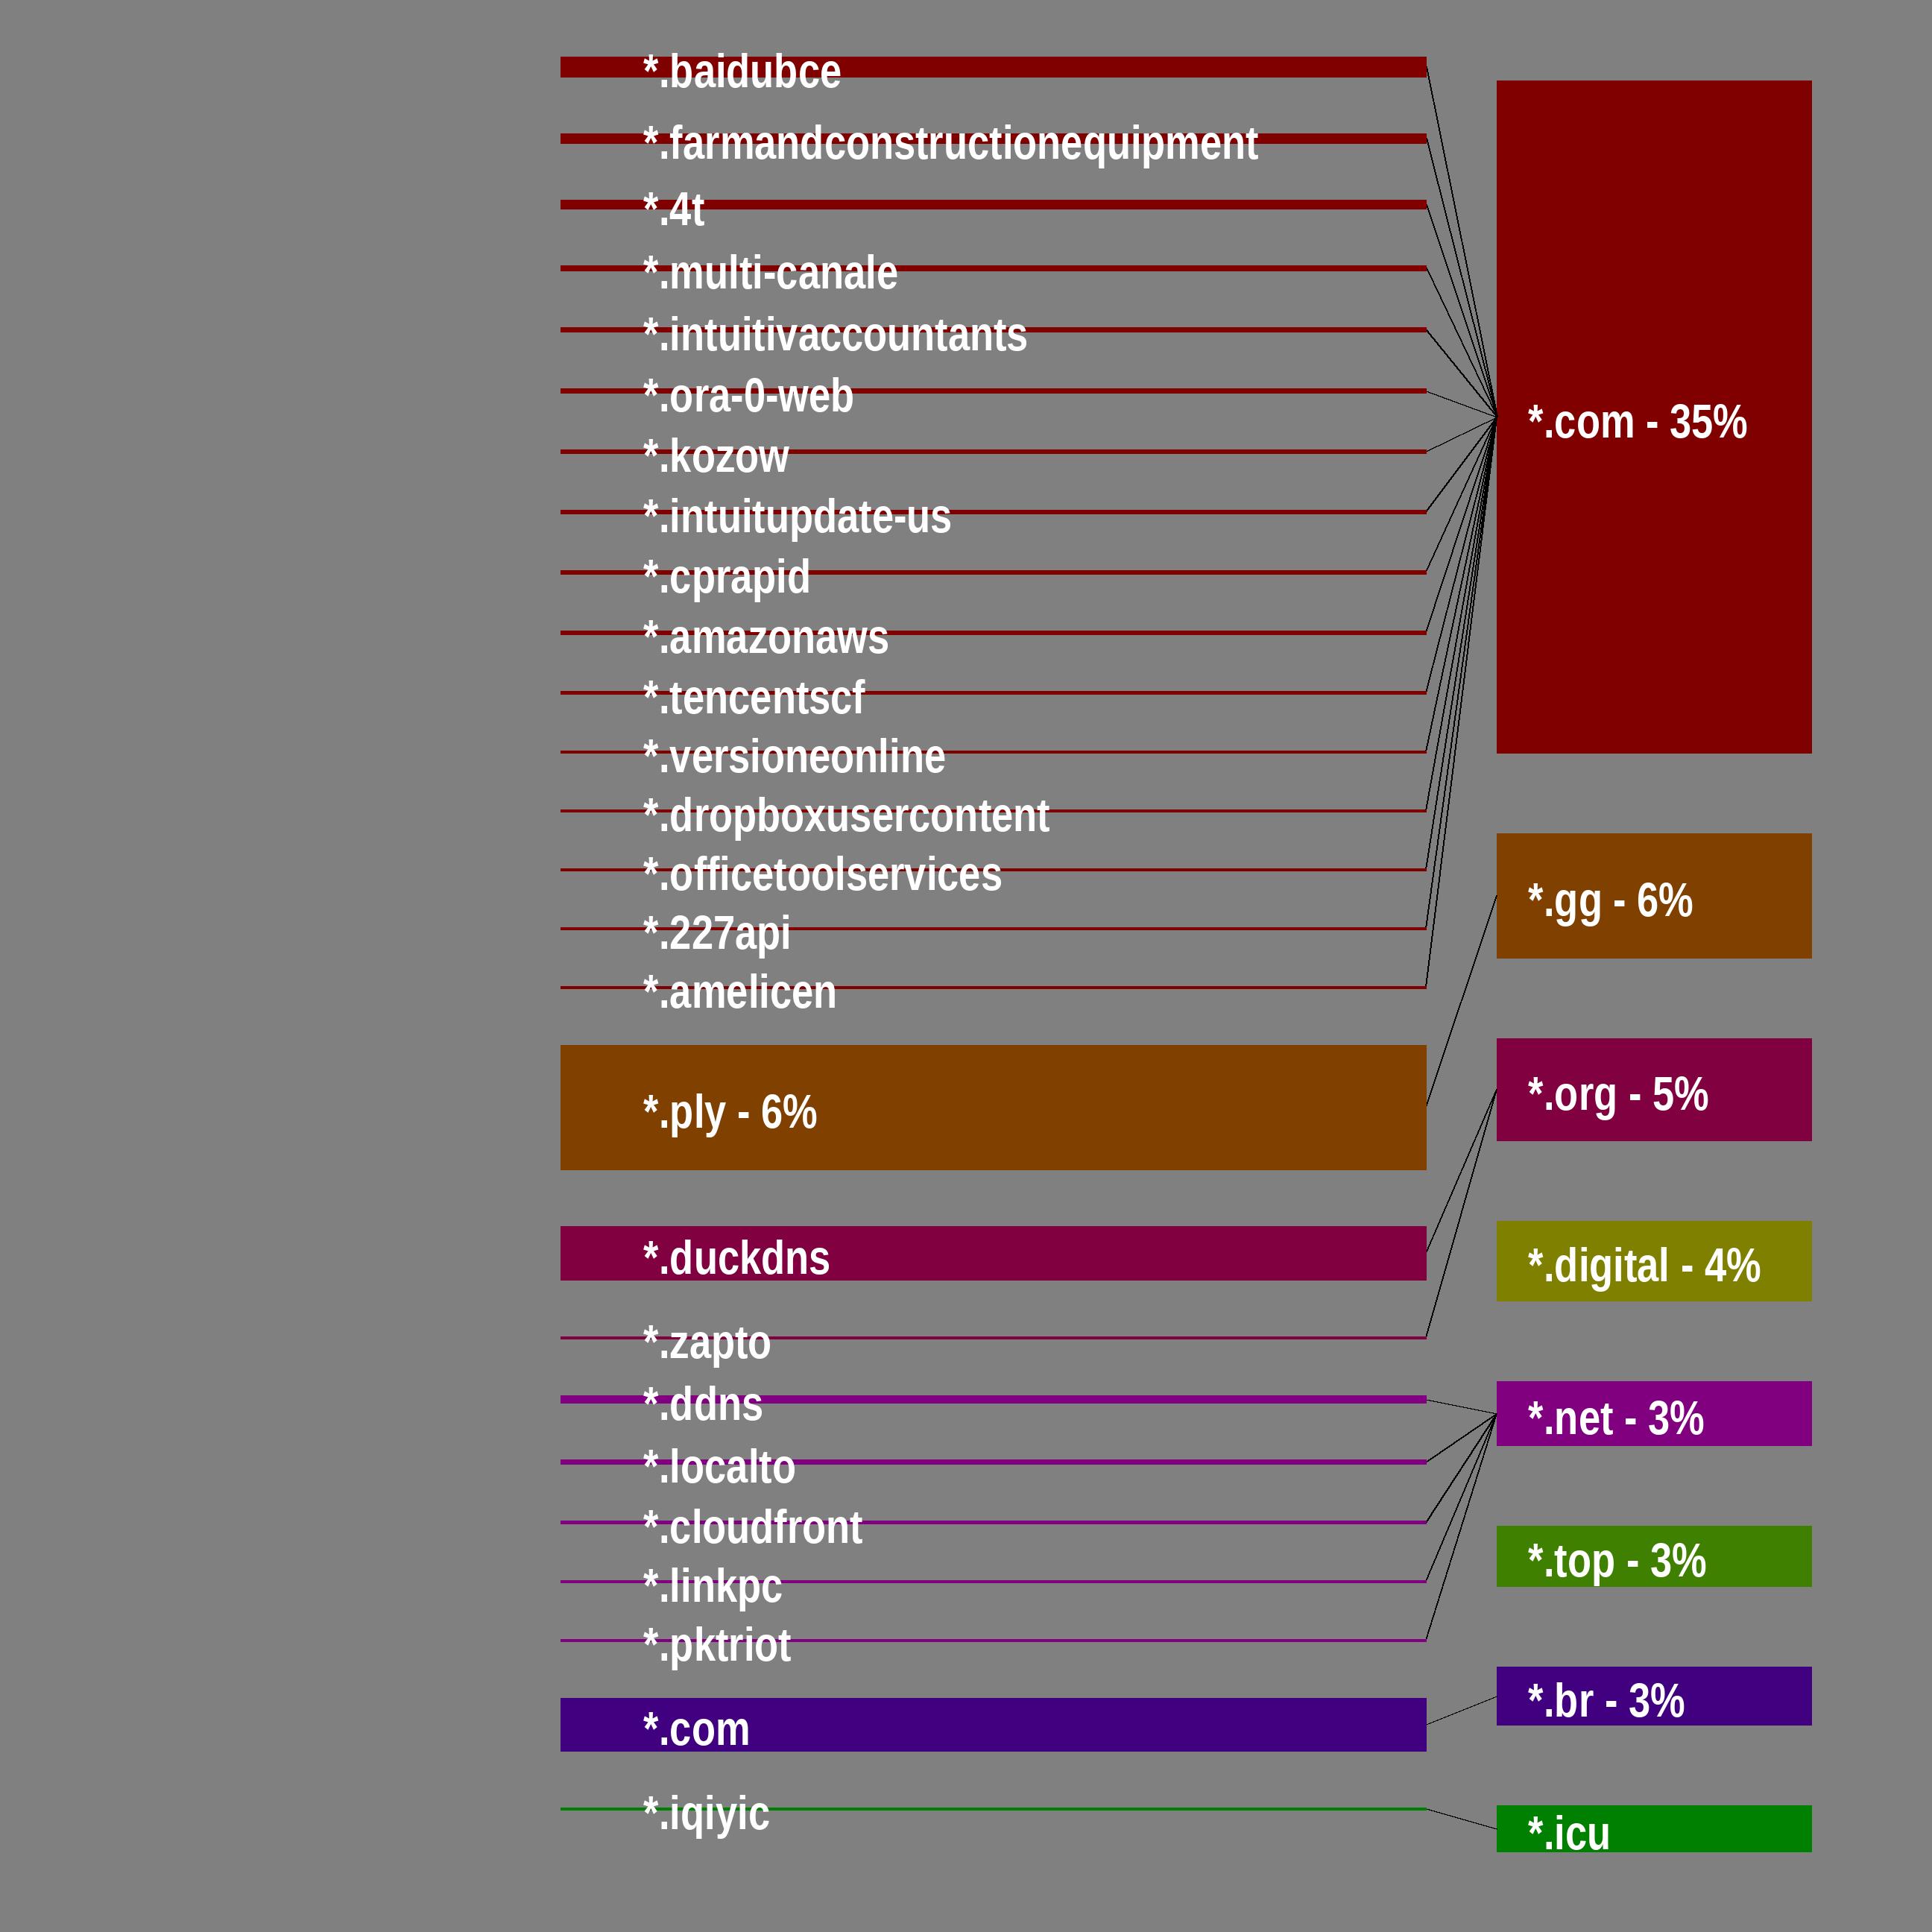 *.baidubce
*.farmandconstructionequipment
*.4t
*.multi-canale
*.intuitivaccountants
*.ora-0-web
*.kozow
*.intuitupdate-us
*.cprapid
*.amazonaws
*.tencentscf
*.versioneonline
*.dropboxusercontent
*.officetoolservices
*.227api
*.amelicen
*.ply - 6%
*.duckdns
*.zapto
*.ddns
*.localto
*.cloudfront
*.linkpc
*.pktriot
*.com
*.iqiyic
*.com - 35%
*.gg - 6%
*.org - 5%
*.digital - 4%
*.net - 3%
*.top - 3%
*.br - 3%
*.icu